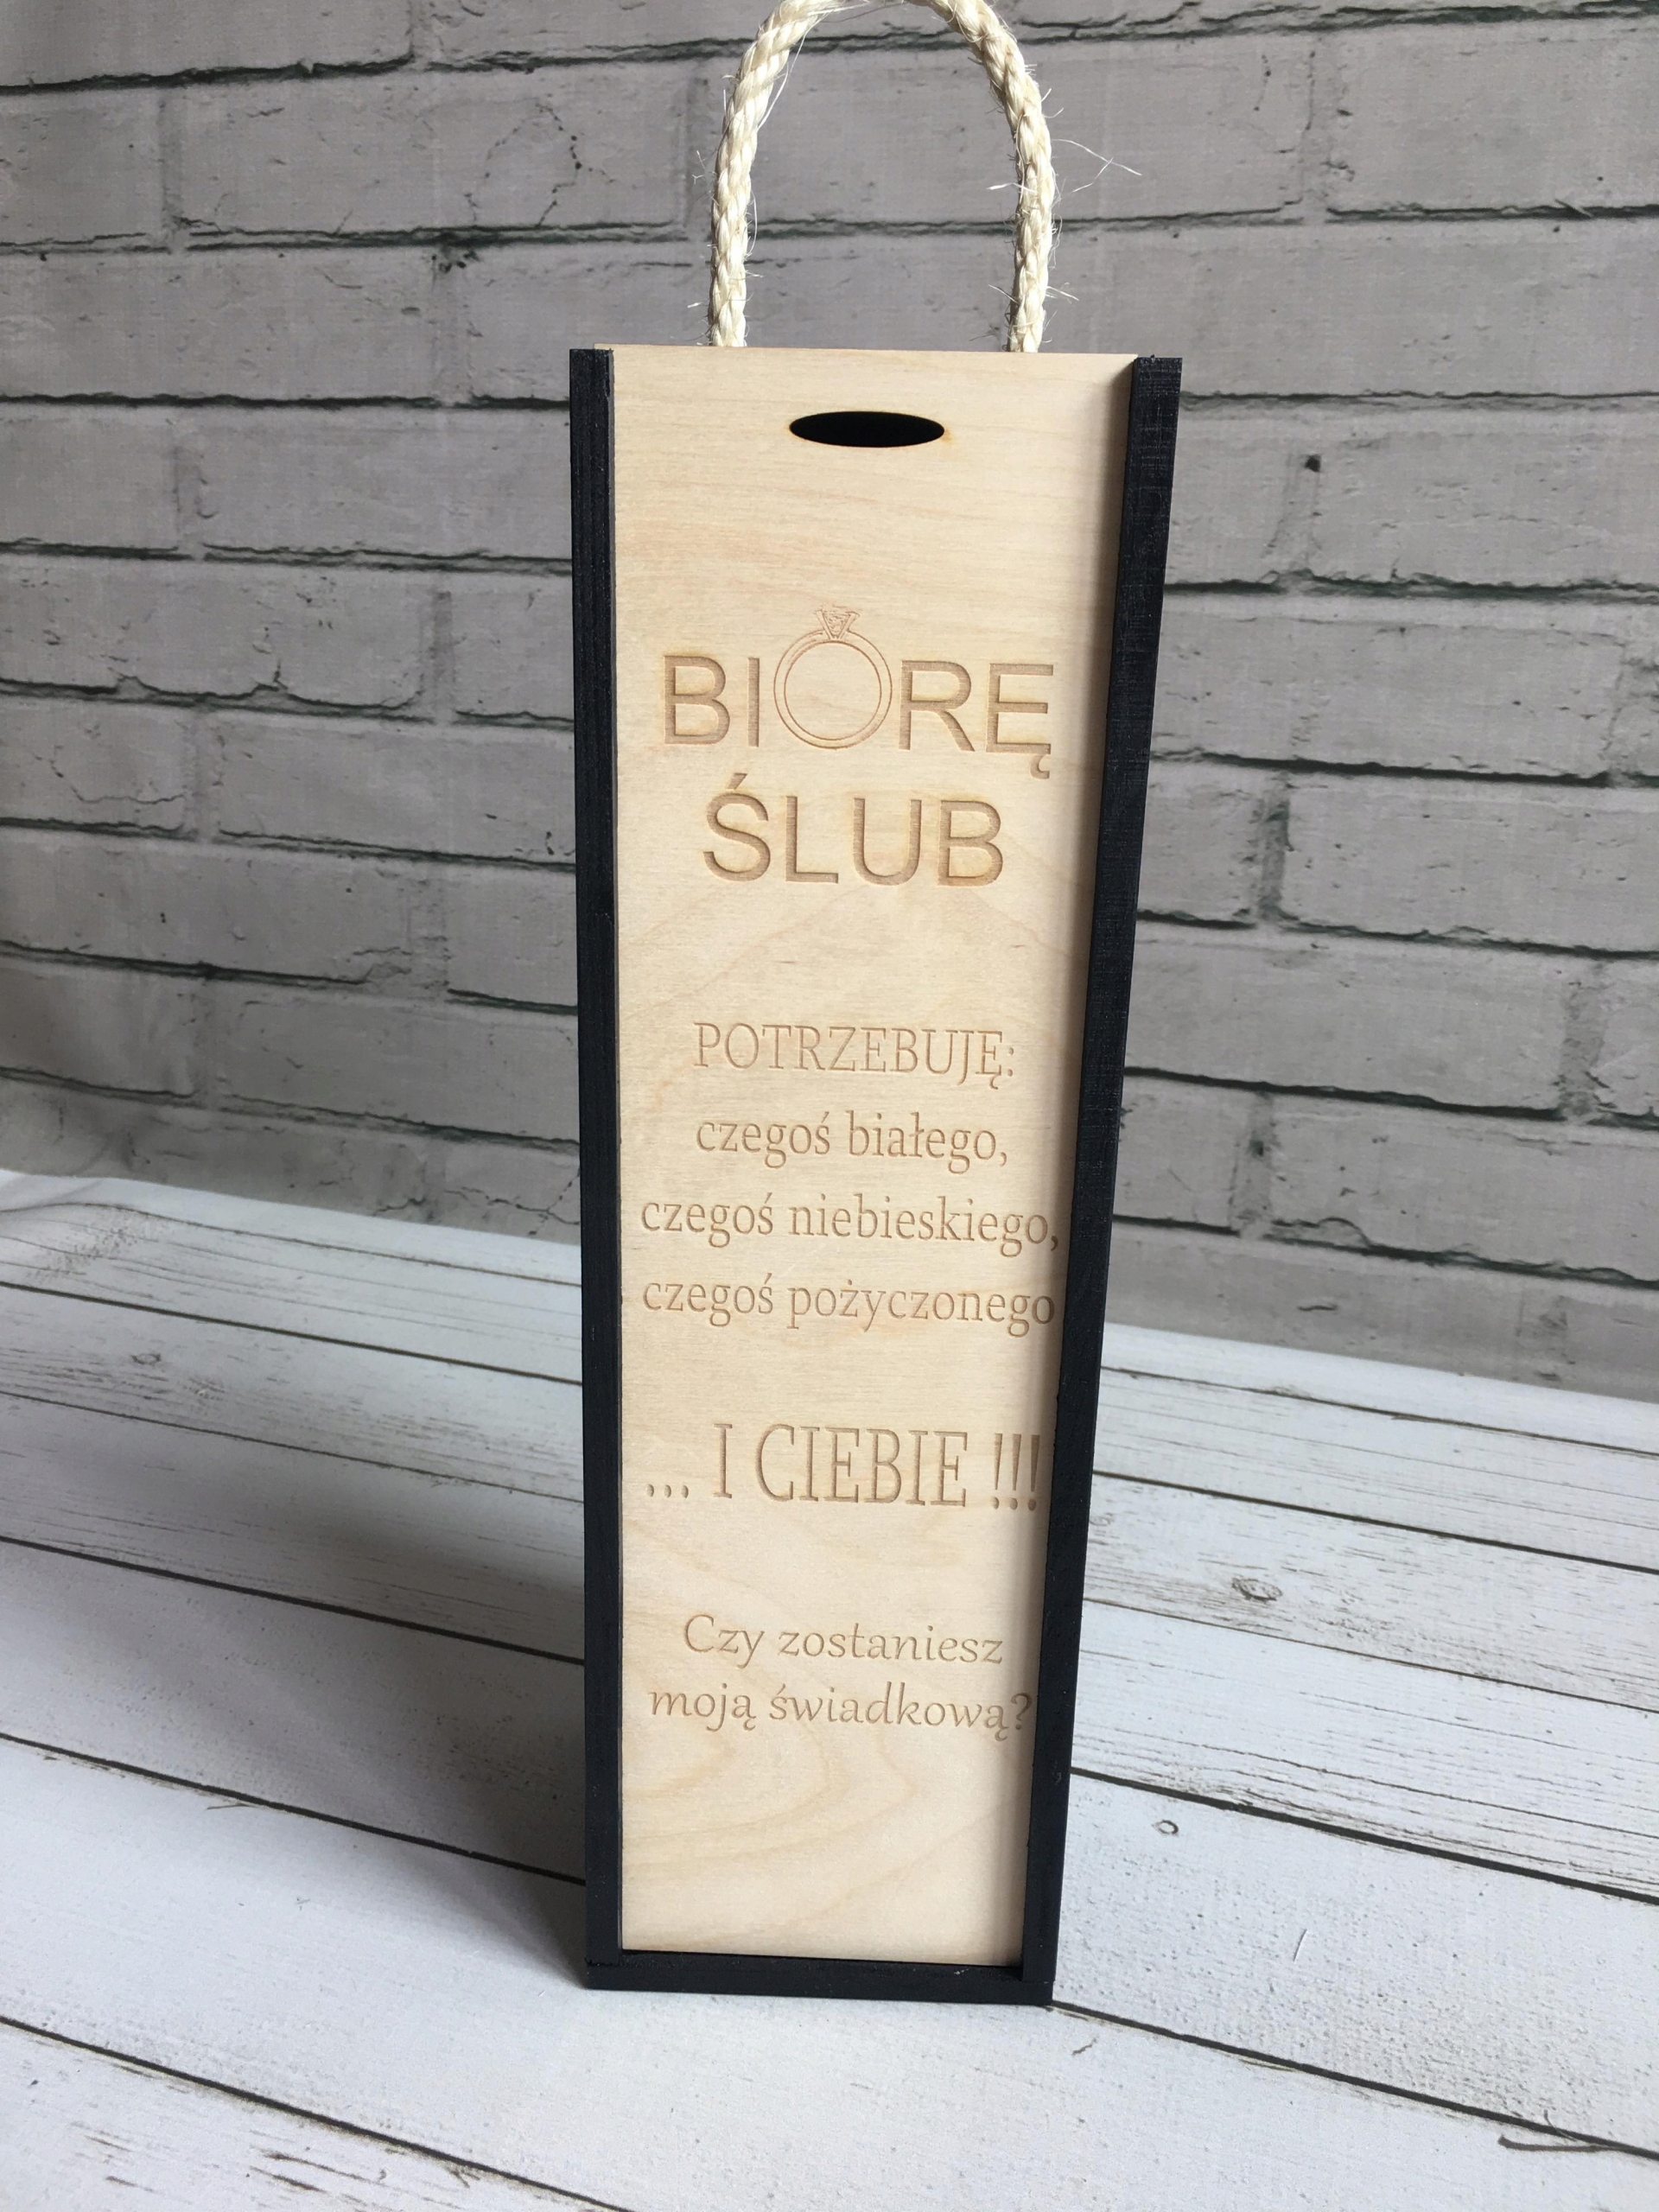 BIORĘ
ŚLUB
POTRZEBUJĘ:
czegoś białego,
czegoś niebieskiego,
czegoś pożyczonego
... I CIEBIE !!!
Czy zostaniesz
moją świadkową?